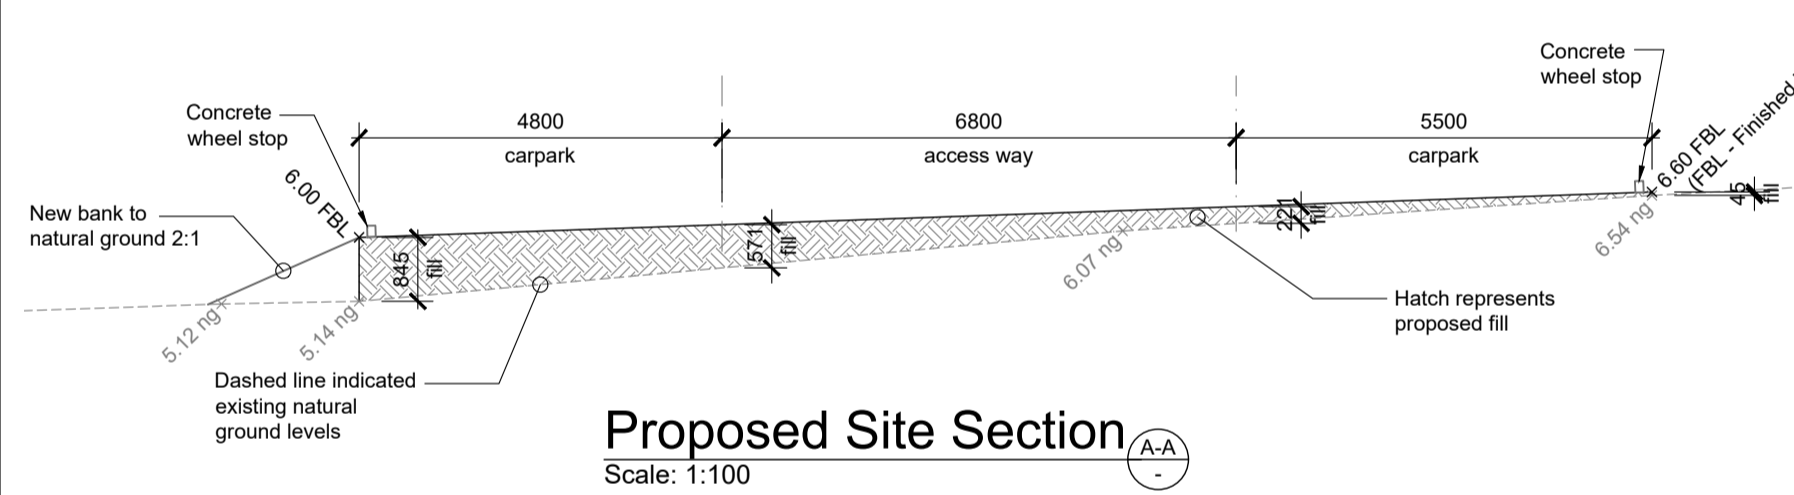 Concrete
wheel stop
4800
6800
5500
Concrete
wheel stop
carpark
access way
carpark
6.00 FBL
6.60 FBL
(FBL - Finished
New bank to
natural ground 2:1
845
fill
571
fill
221
fill
45
fill
5.12 ng
5.14 ng
6.07 ng
6.54 ng
Hatch represents
proposed fill
Dashed line indicated
existing natural
ground levels
Proposed Site Section
A-A
-
Scale: 1:100